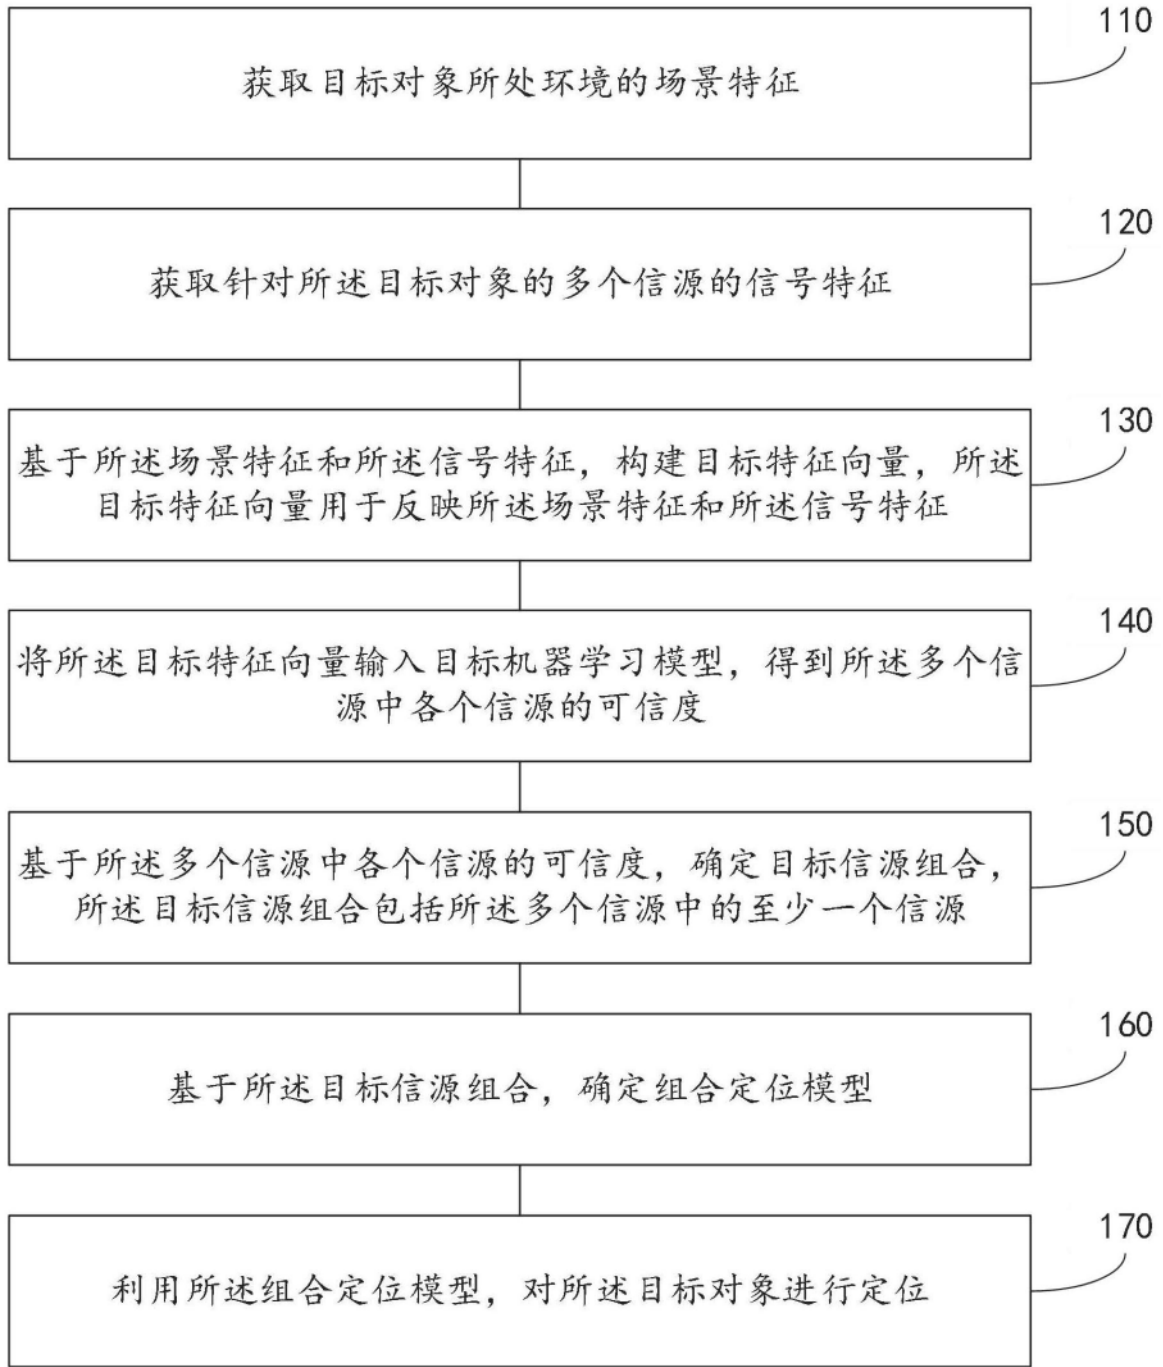 110
获取目标对象所处环境的场景特征
120
获取针对所述目标对象的多个信源的信号特征
130
基于所述场景特征和所述信号特征，构建目标特征向量，所述
目标特征向量用于反映所述场景特征和所述信号特征
140
将所述目标特征向量输入目标机器学习模型，得到所述多个信
源中各个信源的可信度
150
基于所述多个信源中各个信源的可信度，确定目标信源组合，
所述目标信源组合包括所述多个信源中的至少一个信源
160
基于所述目标信源组合，确定组合定位模型
170
利用所述组合定位模型，对所述目标对象进行定位